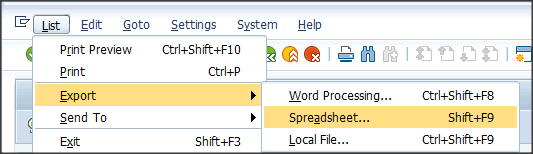 List Edit Goto Settings System Help
Print Preview Ctrl+Shift+F10
Print Ctrl+P
Export Word Processing... Ctrl+Shift+F8
Send To Spreadsheet... Shift+F9
Exit Shift+F3 Local File... Ctrl+Shift+F9